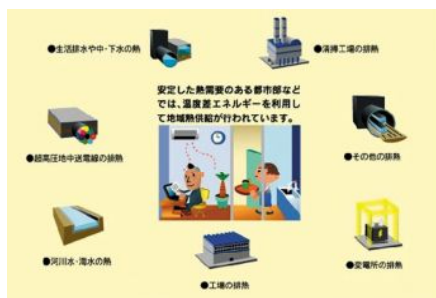 ●生活排水や中・下水の熱
●清掃工場の排熱
安定した熱需要のある都市部など
では、温度差エネルギーを利用し
て地域熱供給が行われています。
●超高圧地中送電線の排熱
●その他の排熱
●河川水・海水の熱
●変電所の排熱
●工場の排熱